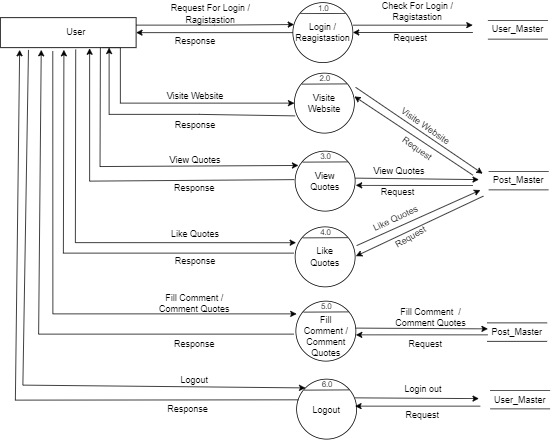 Request For Login /
Ragistastion
1.0
Check For Login /
Ragistastion
User
Login /
Reagistastion
User_Master
Response
Request
2.0
Visite Website
Visite
Website
Visite Website
Response
Request
3.0
View Quotes
View Quotes
View
Quotes
Post_Master
Response
Request
Like Quotes
4.0
Like Quotes
Like
Quotes
Request
Response
Fill Comment /
Comment Quotes
5.0
Fill Comment /
Comment Quotes
Fill
Comment /
Comment
Quotes
Post_Master
Response
Request
Logout
6.0
Login out
User_Master
Logout
Response
Request